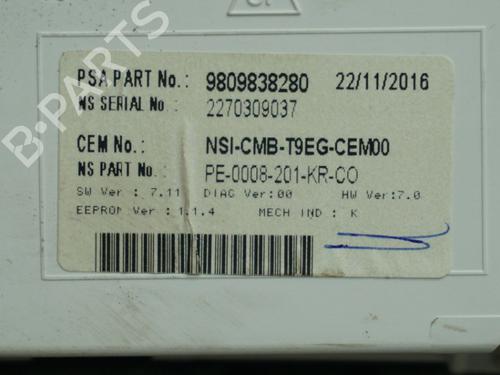 PSA PART No.: 9809838280 22/11/2016
NS SERIAL No.: 2270309037
CEM No.: NSI-CMB-T9EG-CEM00
NS PART No.: PE-0008-201-KR-CO
SW Ver : 7.11 DIAG Ver:00 HW Ver:7.0
EEPROM Ver : 1.1.4 MECH IND : K
B-PARTS